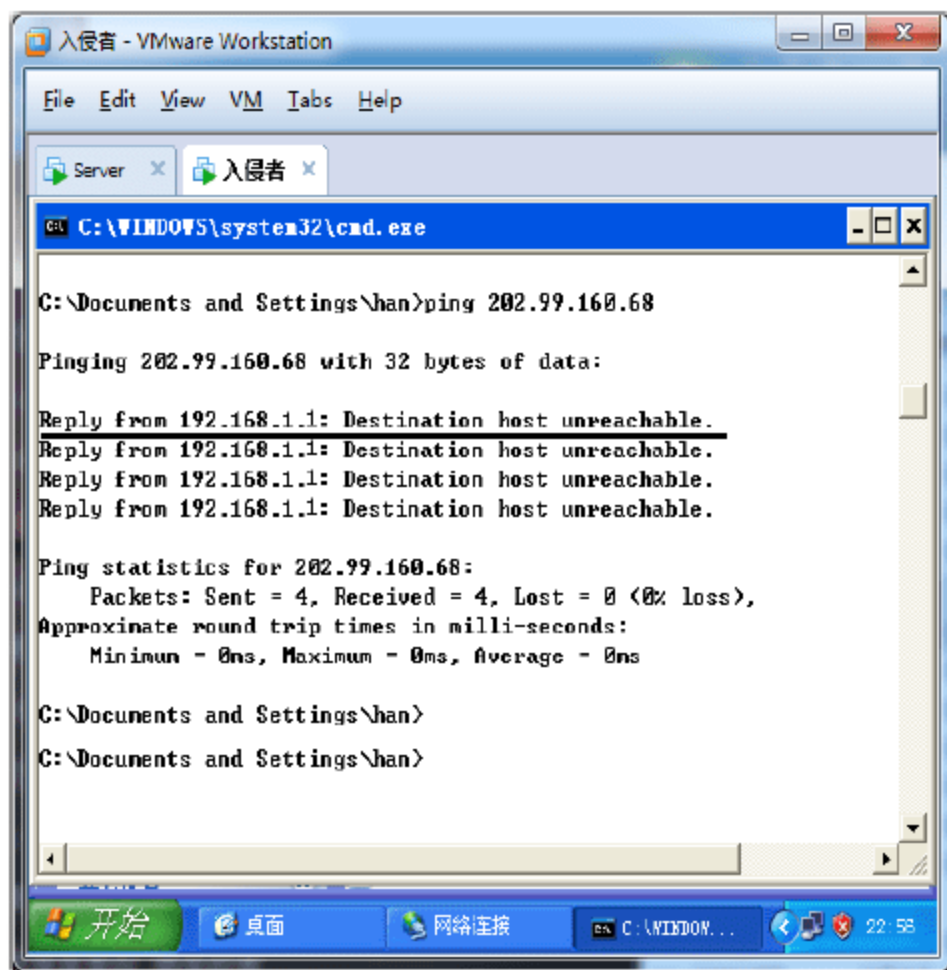 入侵者 - VMware Workstation
File Edit View VM Tabs Help
Server 入侵者
C:\WINDOWS\system32\cmd.exe
C:\Documents and Settings\han>ping 202.99.160.68
Pinging 202.99.160.68 with 32 bytes of data:
Reply from 192.168.1.1: Destination host unreachable.
Reply from 192.168.1.1: Destination host unreachable.
Reply from 192.168.1.1: Destination host unreachable.
Reply from 192.168.1.1: Destination host unreachable.
Ping statistics for 202.99.160.68:
Packets: Sent = 4, Received = 4, Lost = 0 (0% loss),
Approximate round trip times in milli-seconds:
Minimum = 0ms, Maximum = 0ms, Average = 0ms
C:\Documents and Settings\han>
C:\Documents and Settings\han>
开始 桌面 网络连接 C:\WINDOW... 22:56